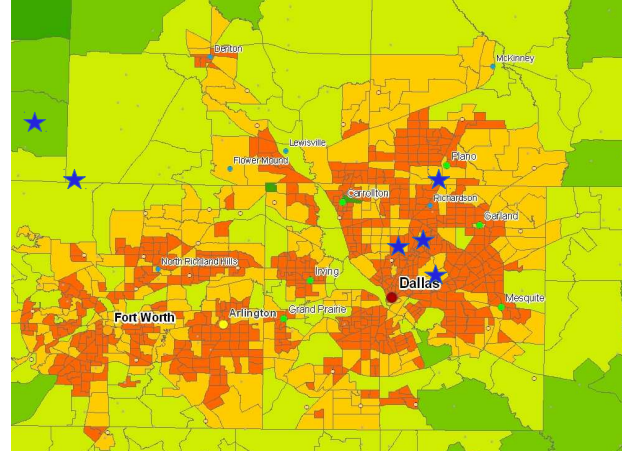 Denton
McKinney
Lewisville
Flower Mound
Plano
Carrollton
Richardson
Garland
North Richland Hills
Irving
Dallas
Mesquite
Grand Prairie
Arlington
Fort Worth